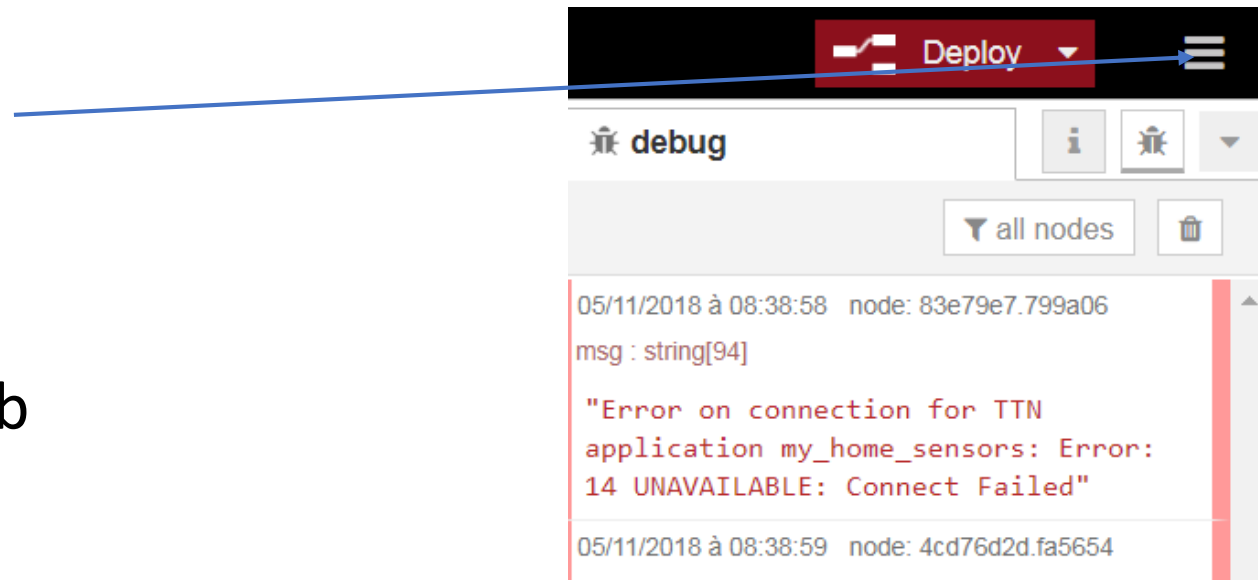 Deploy
debug
i
all nodes
05/11/2018 à 08:38:58 node: 83e79e7.799a06
msg : string[94]
b
"Error on connection for TTN
application my_home_sensors: Error:
14 UNAVAILABLE: Connect Failed"
05/11/2018 à 08:38:59 node: 4cd76d2d.fa5654